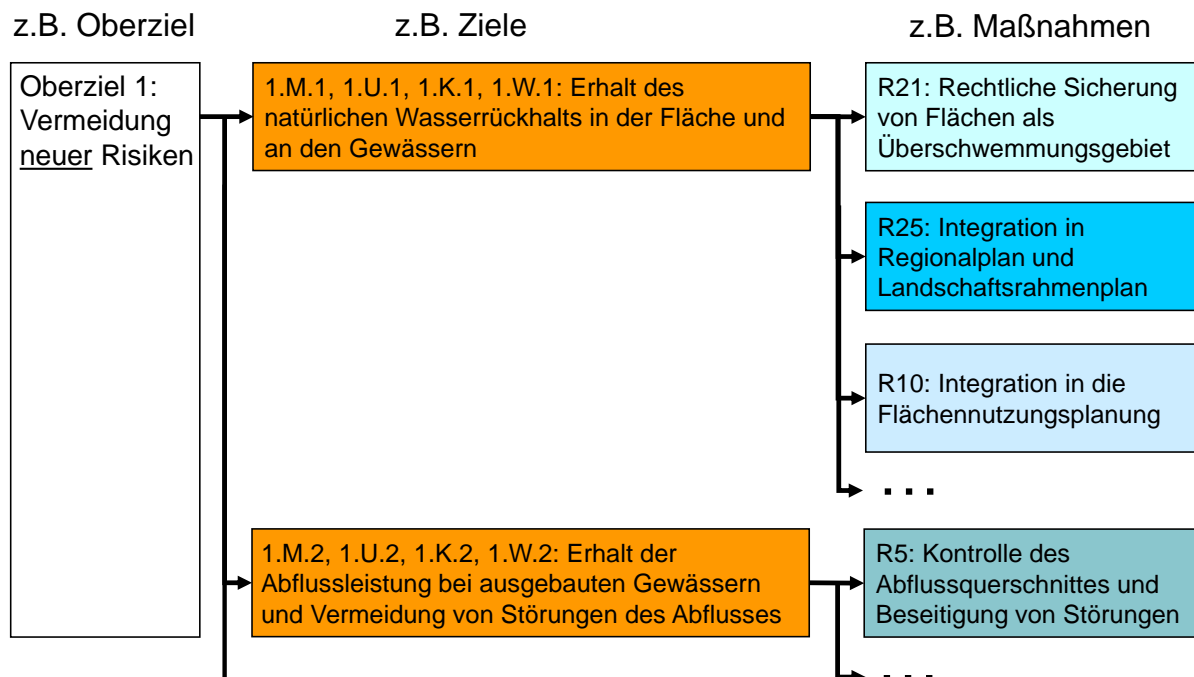 z.B. Oberziel
z.B. Ziele
z.B. Maßnahmen
Oberziel 1:
Vermeidung
neuer Risiken
1.M.1, 1.U.1, 1.K.1, 1.W.1: Erhalt des
natürlichen Wasserrückhalts in der Fläche und
an den Gewässern
R21: Rechtliche Sicherung
von Flächen als
Überschwemmungsgebiet
R25: Integration in
Regionalplan und
Landschaftsrahmenplan
R10: Integration in die
Flächennutzungsplanung
. . .
1.M.2, 1.U.2, 1.K.2, 1.W.2: Erhalt der
Abflussleistung bei ausgebauten Gewässern
und Vermeidung von Störungen des Abflusses
R5: Kontrolle des
Abflussquerschnittes und
Beseitigung von Störungen
. . .